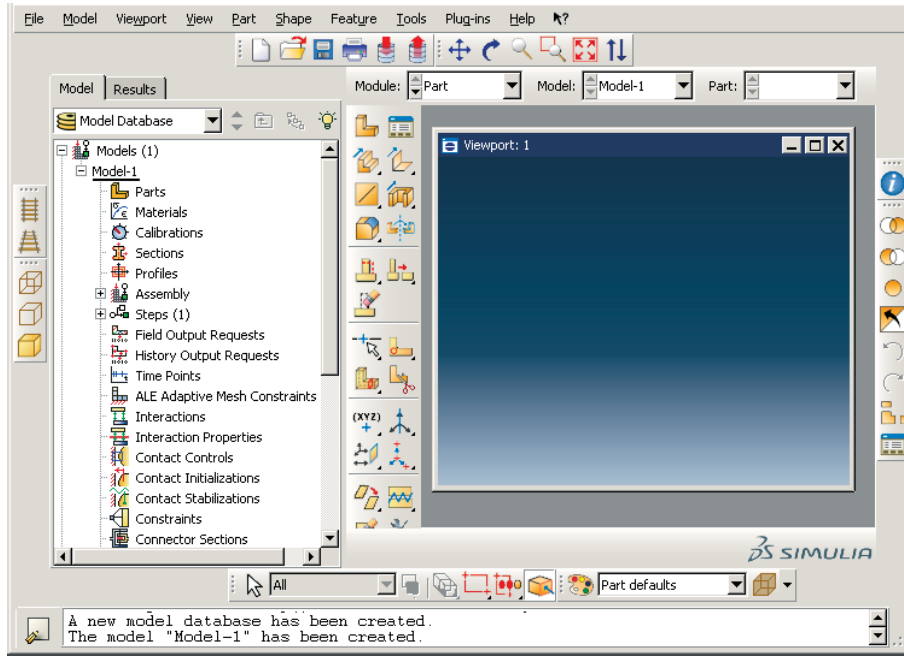 File Model Viewport View Part Shape Feature Tools Plug-ins Help ?
Model Results
Module: Part Model: Model-1 Part:
Model Database
Models (1)
Model-1
Parts
Materials
Calibrations
Sections
Profiles
Assembly
Steps (1)
Field Output Requests
History Output Requests
Time Points
ALE Adaptive Mesh Constraints
Interactions
Interaction Properties
Contact Controls
Contact Initializations
Contact Stabilizations
Constraints
Connector Sections
(XYZ)
Viewport: 1
SIMULIA
All Part defaults
A new model database has been created.
The model "Model-1" has been created.